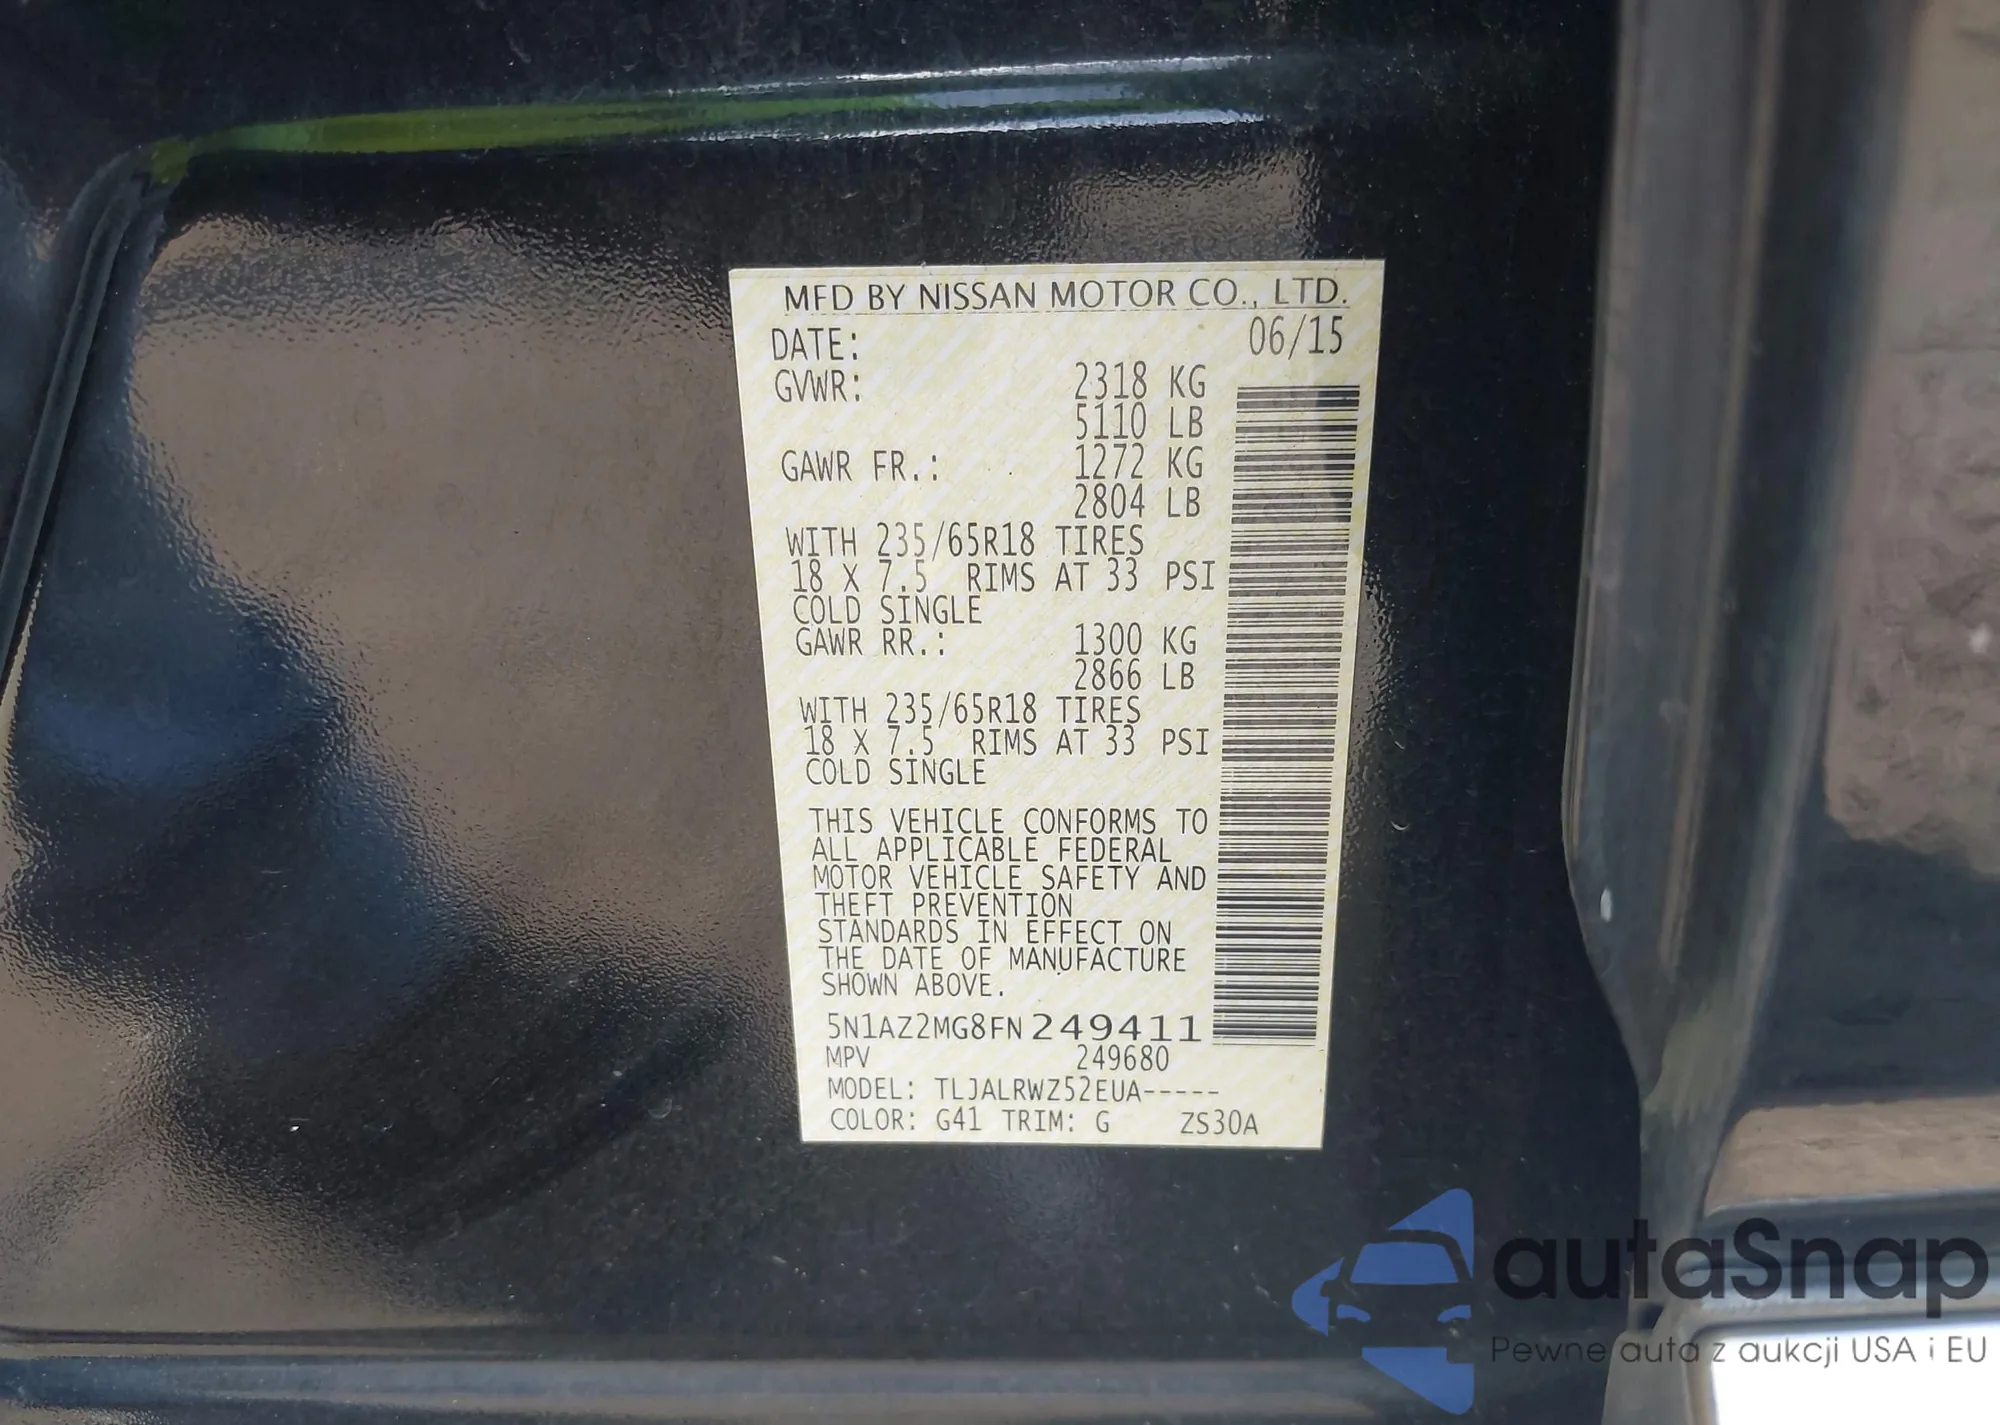 MFD BY NISSAN MOTOR CO., LTD.
DATE: 06/15
GVWR: 2318 KG
5110 LB
GAWR FR.: 1272 KG
2804 LB
WITH 235/65R18 TIRES
18 X 7.5 RIMS AT 33 PSI
COLD SINGLE
GAWR RR.: 1300 KG
2866 LB
WITH 235/65R18 TIRES
18 X 7.5 RIMS AT 33 PSI
COLD SINGLE
THIS VEHICLE CONFORMS TO
ALL APPLICABLE FEDERAL
MOTOR VEHICLE SAFETY AND
THEFT PREVENTION
STANDARDS IN EFFECT ON
THE DATE OF MANUFACTURE
SHOWN ABOVE.
5N1AZ2MG8FN249411
MPV 249680
MODEL: TLJALRWZ52EUA-----
COLOR: G41 TRIM: G ZS30A
autaSnap
Pewne auta z aukcji USA i EU